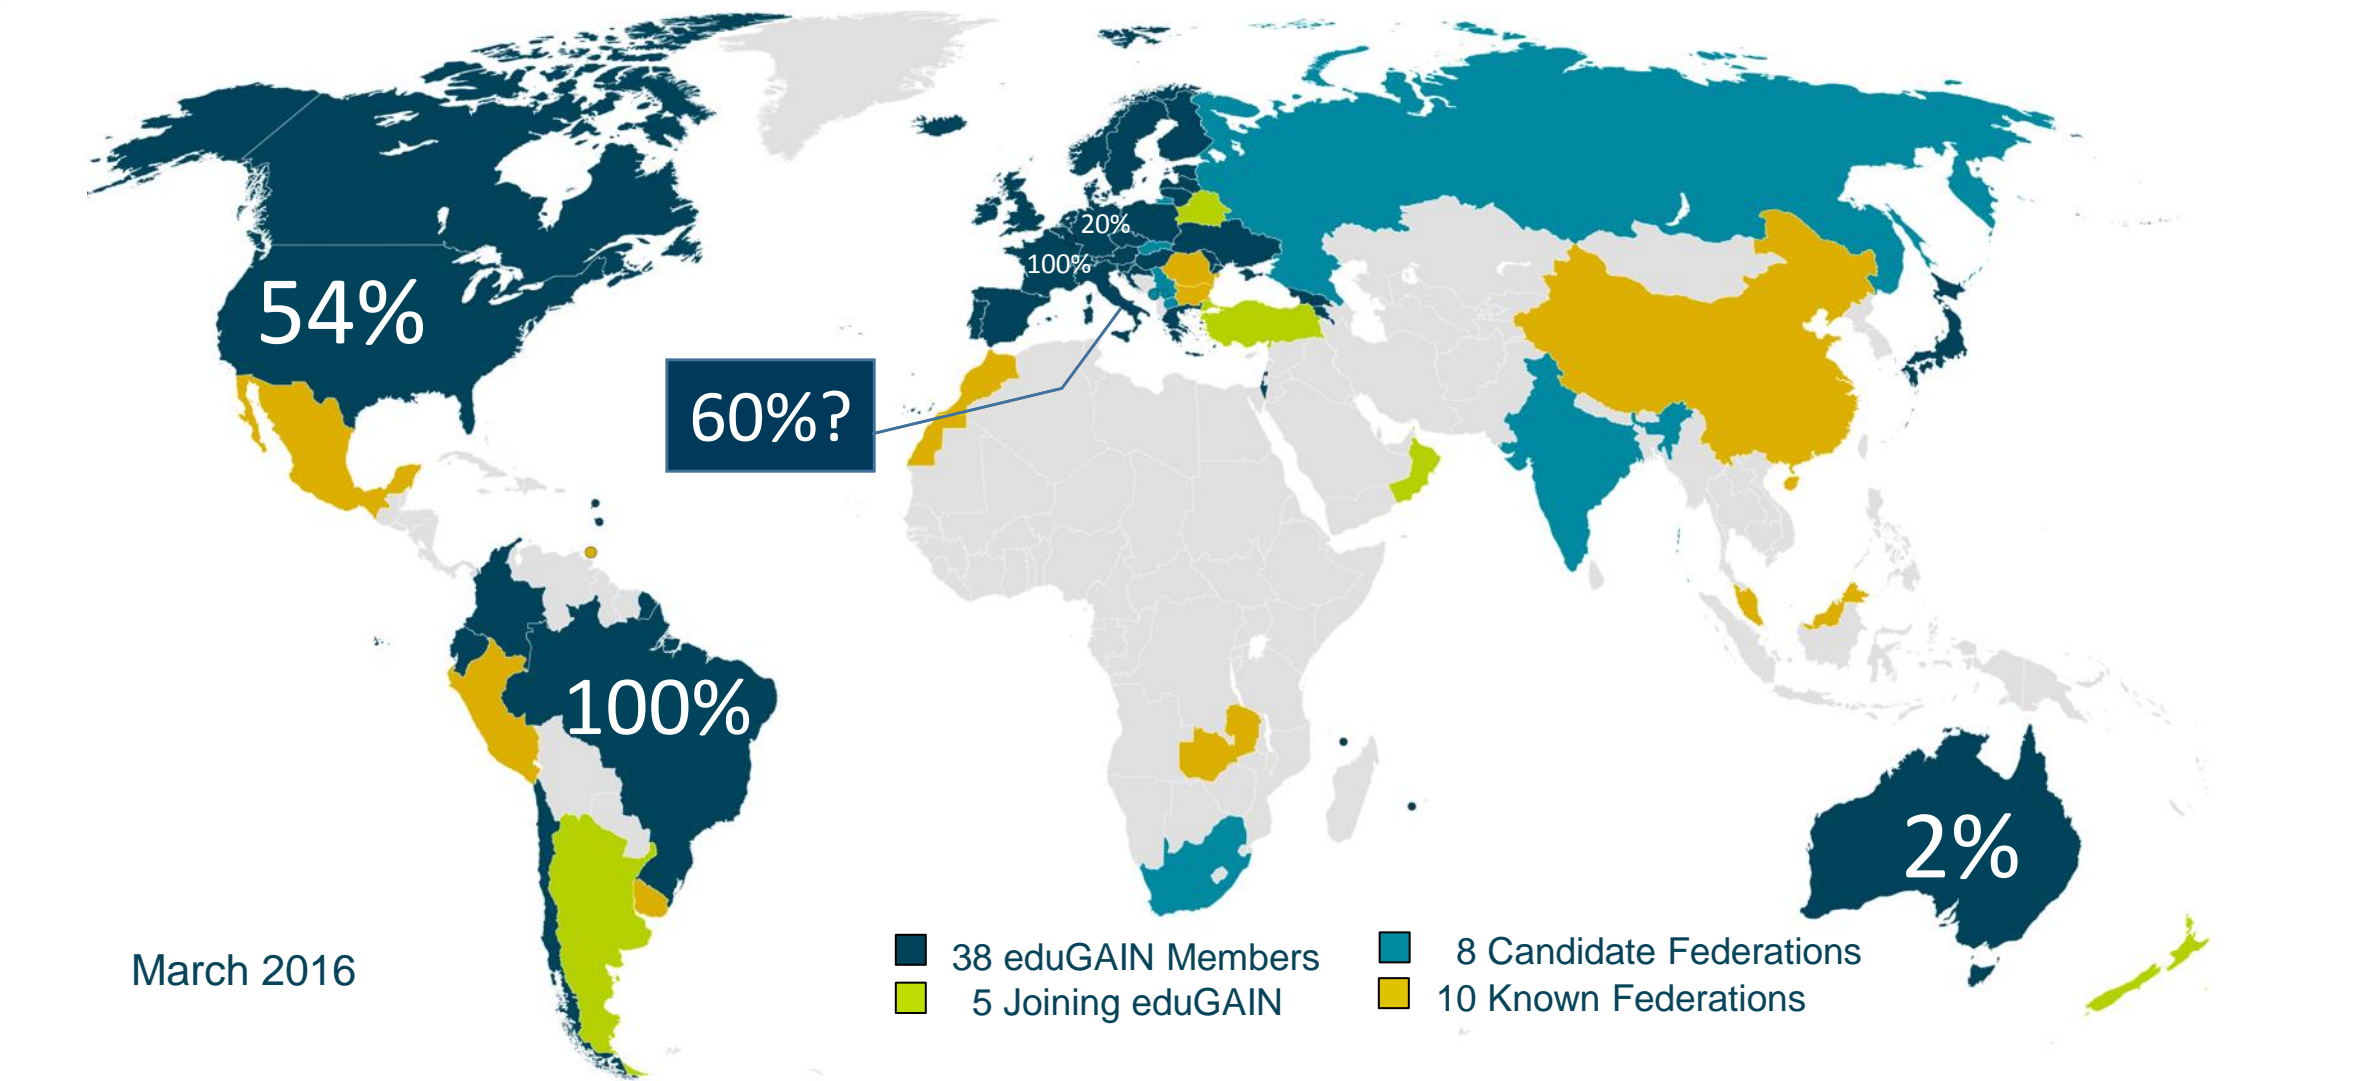 20%
100%
54%
60%?
100%
2%
March 2016
38 eduGAIN Members
5 Joining eduGAIN
8 Candidate Federations
10 Known Federations